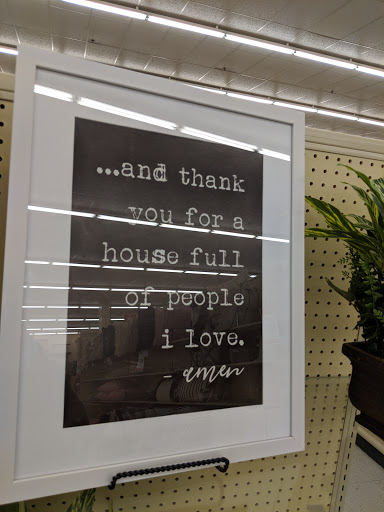 ...and thank
you for a
house full
of people
i love.
- amen